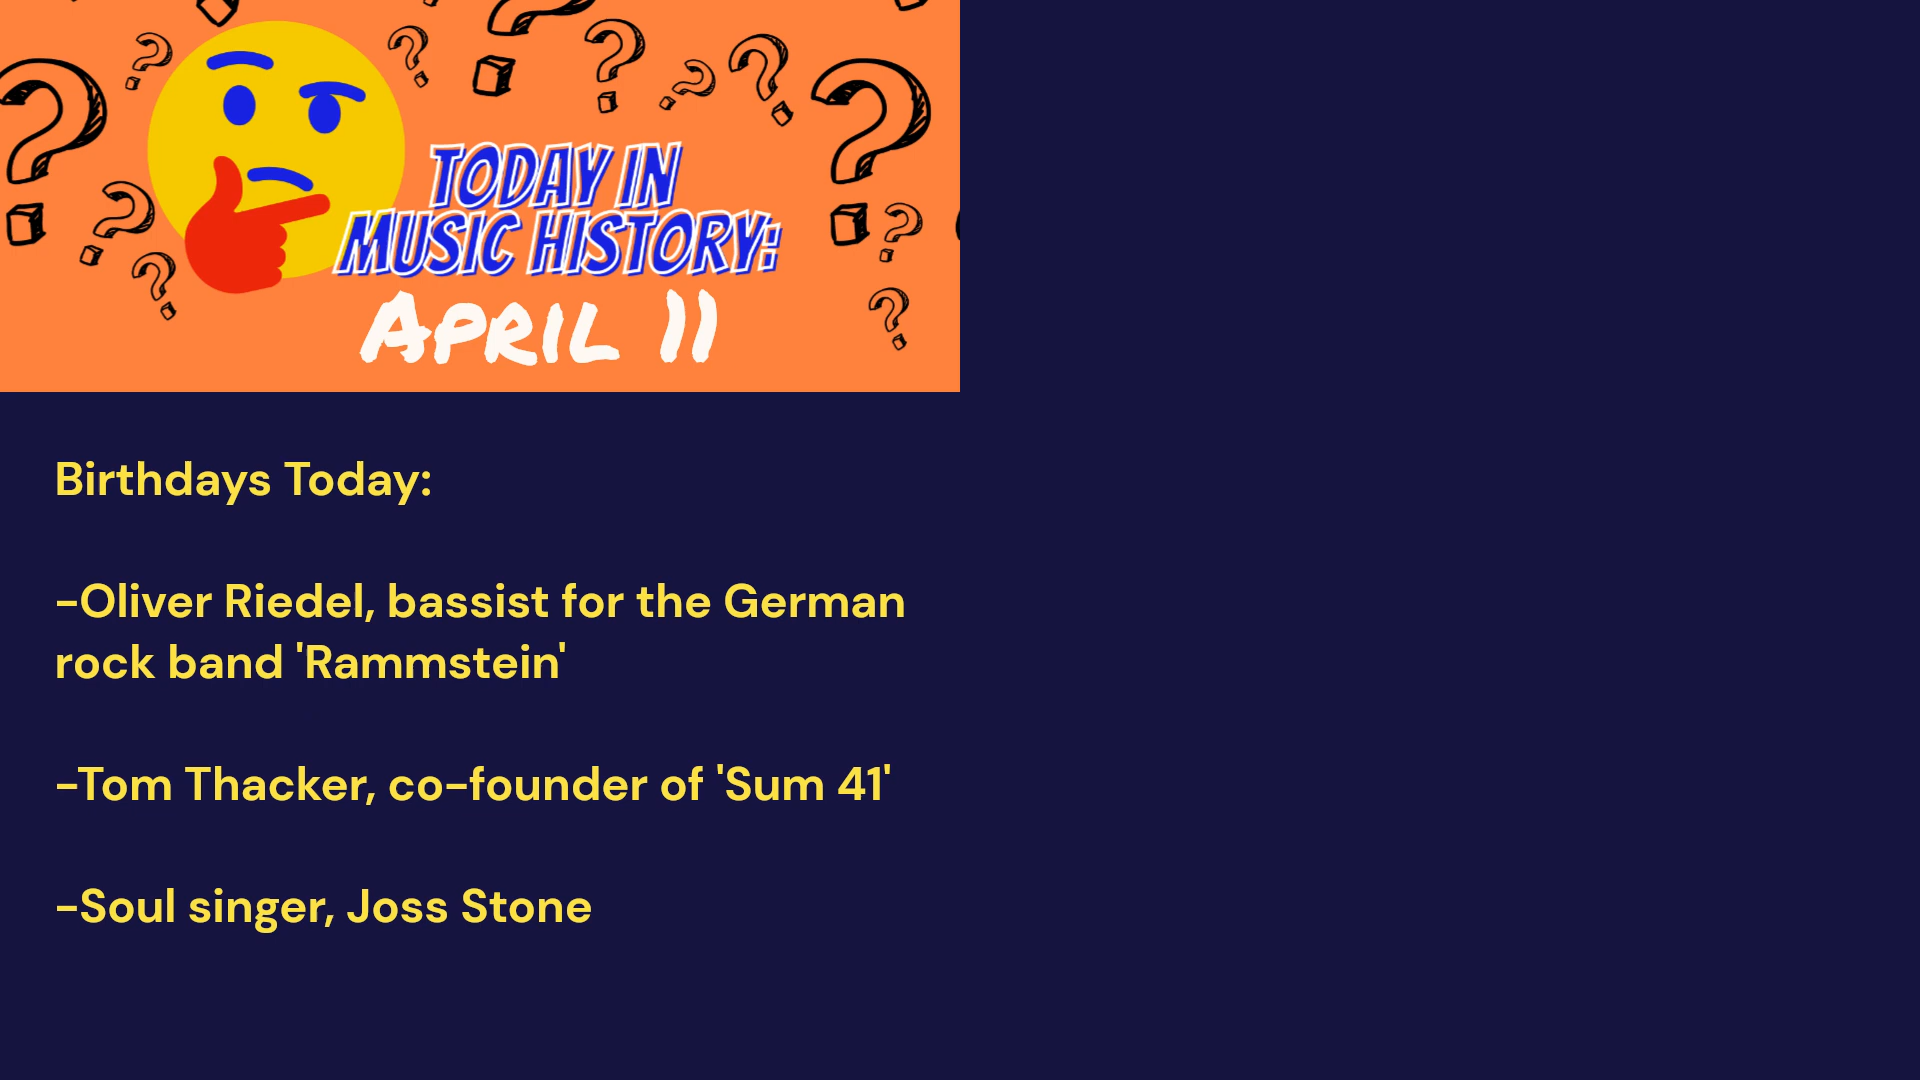 TODAY IN
MUSIC HISTORY:
APRIL 11
Birthdays Today:
-Oliver Riedel, bassist for the German
rock band 'Rammstein'
-Tom Thacker, co-founder of 'Sum 41'
-Soul singer, Joss Stone